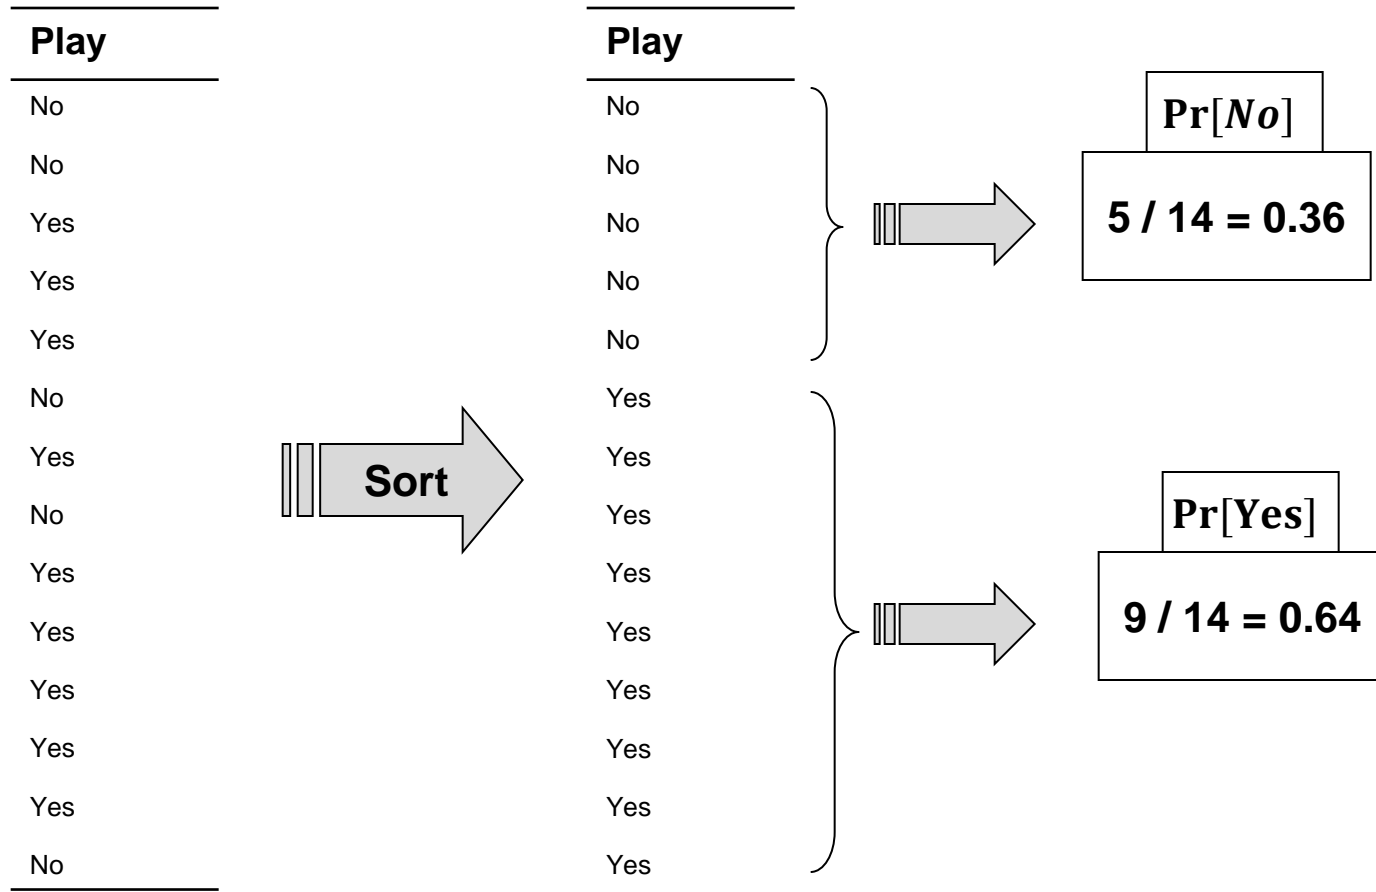 Play
No
No
Yes
Yes
Yes
No
Yes
No
Yes
Yes
Yes
Yes
Yes
No
Sort
Play
No
No
No
No
No
Yes
Yes
Yes
Yes
Yes
Yes
Yes
Yes
Yes
Pr[No]
5 / 14 = 0.36
Pr[Yes]
9 / 14 = 0.64